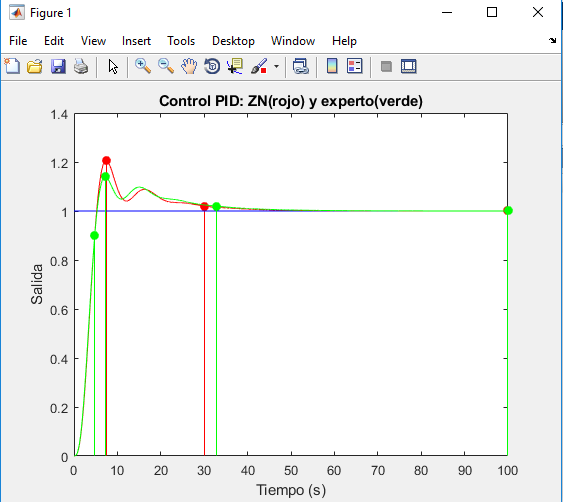 Figure 1
File Edit View Insert Tools Desktop Window Help
Control PID: ZN(rojo) y experto(verde)
1.4
1.2
1
0.8
0.6
0.4
0.2
0
Salida
0 10 20 30 40 50 60 70 80 90 100
Tiempo (s)